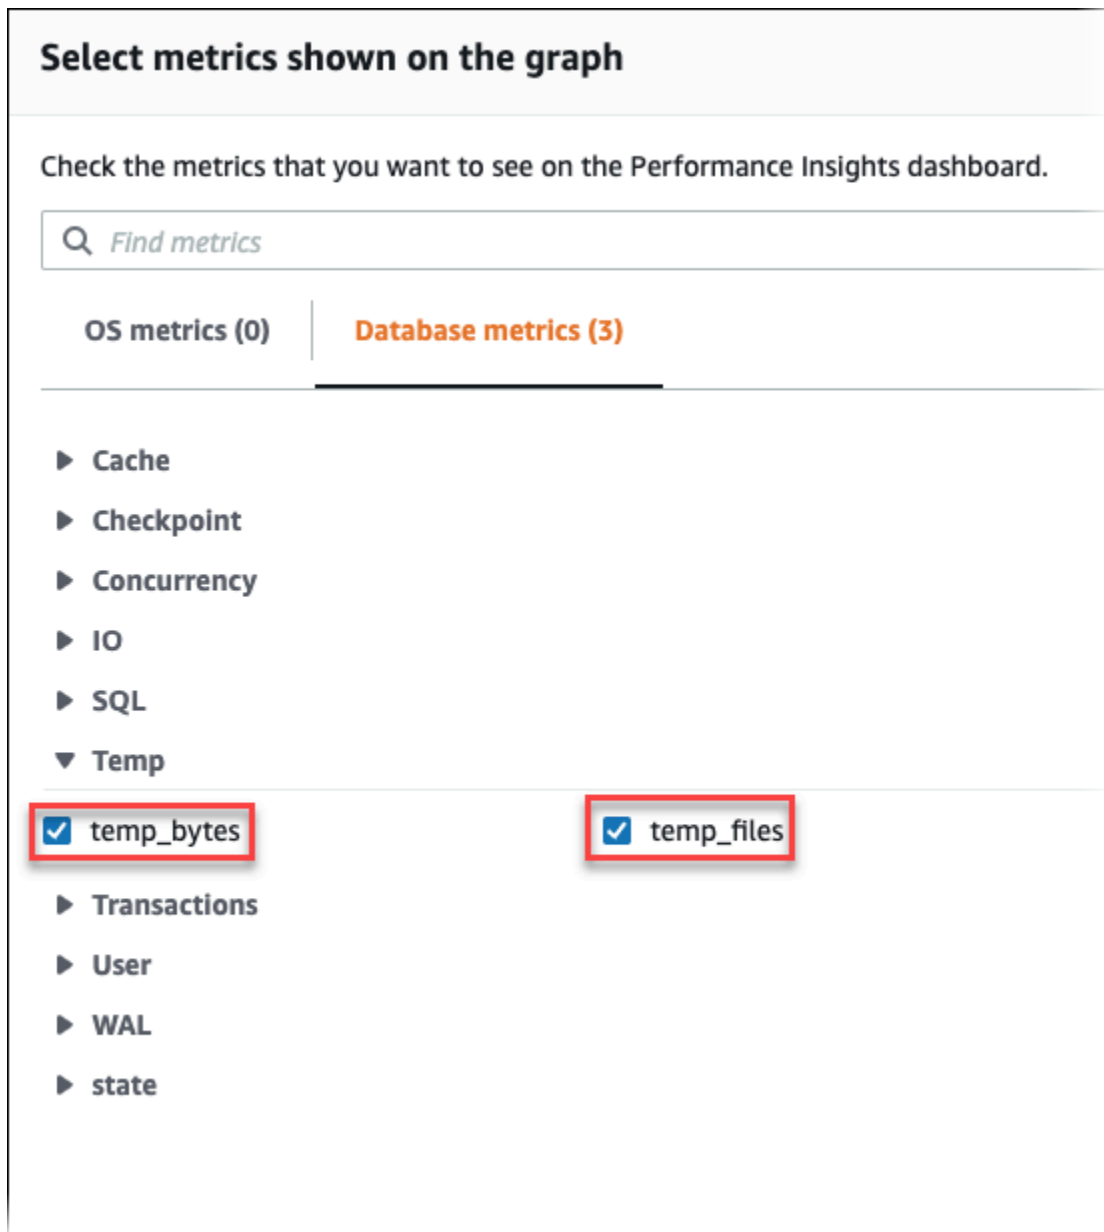 Select metrics shown on the graph
Check the metrics that you want to see on the Performance Insights dashboard.
Find metrics
OS metrics (0) Database metrics (3)
Cache
Checkpoint
Concurrency
IO
SQL
Temp
temp_bytes temp_files
Transactions
User
WAL
state